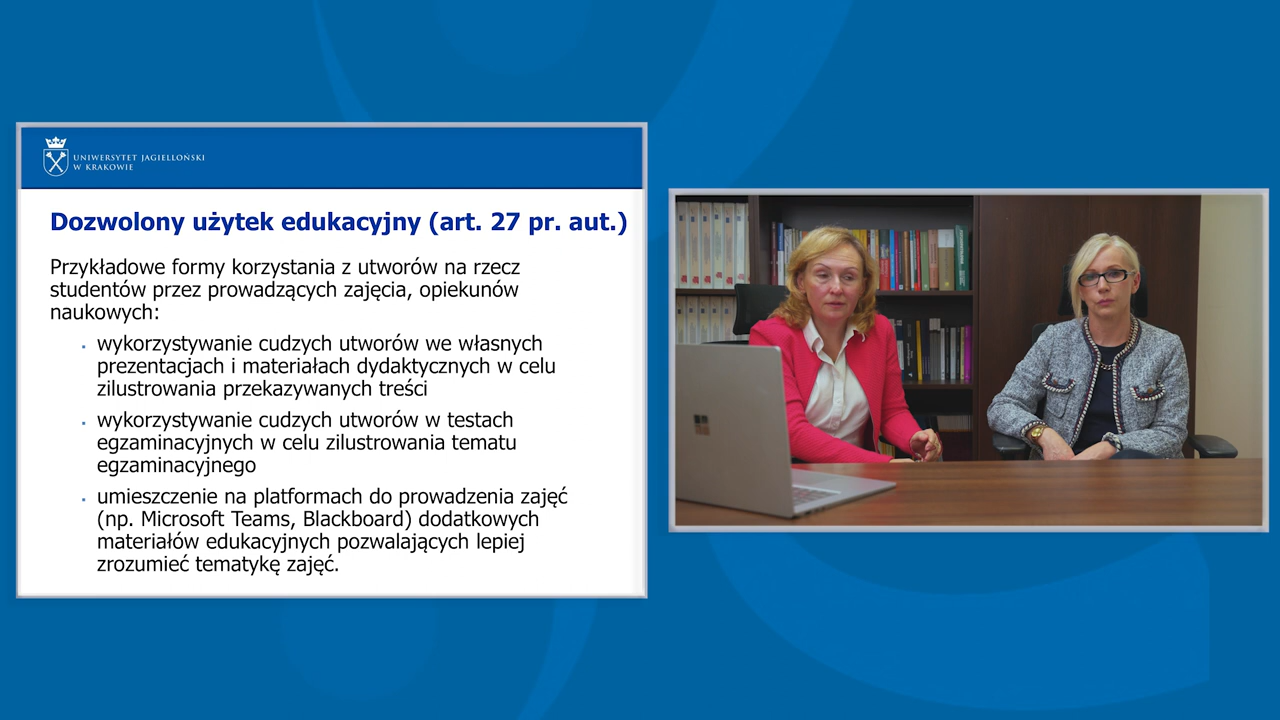 UNIWERSYTET JAGIELLOŃSKI
W KRAKOWIE
Dozwolony użytek edukacyjny (art. 27 pr. aut.)
Przykładowe formy korzystania z utworów na rzecz
studentów przez prowadzących zajęcia, opiekunów
naukowych:
wykorzystywanie cudzych utworów we własnych
prezentacjach i materiałach dydaktycznych w celu
zilustrowania przekazywanych treści
wykorzystywanie cudzych utworów w testach
egzaminacyjnych w celu zilustrowania tematu
egzaminacyjnego
umieszczenie na platformach do prowadzenia zajęć
(np. Microsoft Teams, Blackboard) dodatkowych
materiałów edukacyjnych pozwalających lepiej
zrozumieć tematykę zajęć.